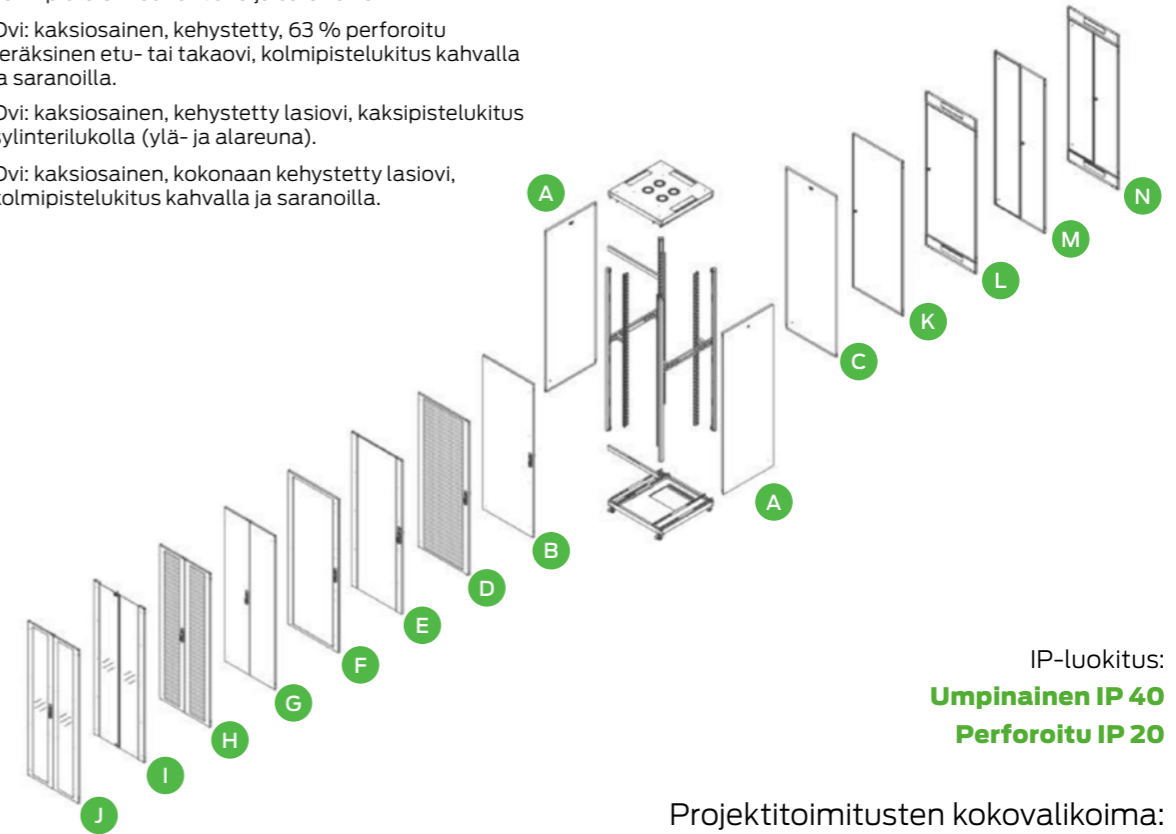 Ovi: kaksiosainen, kehystetty, 63 % perforoitu
teräksinen etu- tai takaovi, kolmipistelukitus kahvalla
ja saranoilla.
Ovi: kaksiosainen, kehystetty lasiovi, kaksipistelukitus
sylinterilukolla (ylä- ja alareuna).
Ovi: kaksiosainen, kokonaan kehystetty lasiovi,
kolmipistelukitus kahvalla ja saranoilla.
A
N
M
L
K
C
A
B
D
E
F
G
H
I
J
IP-luokitus:
Umpinainen IP 40
Perforoitu IP 20
Projektitoimitusten kokovalikoima: